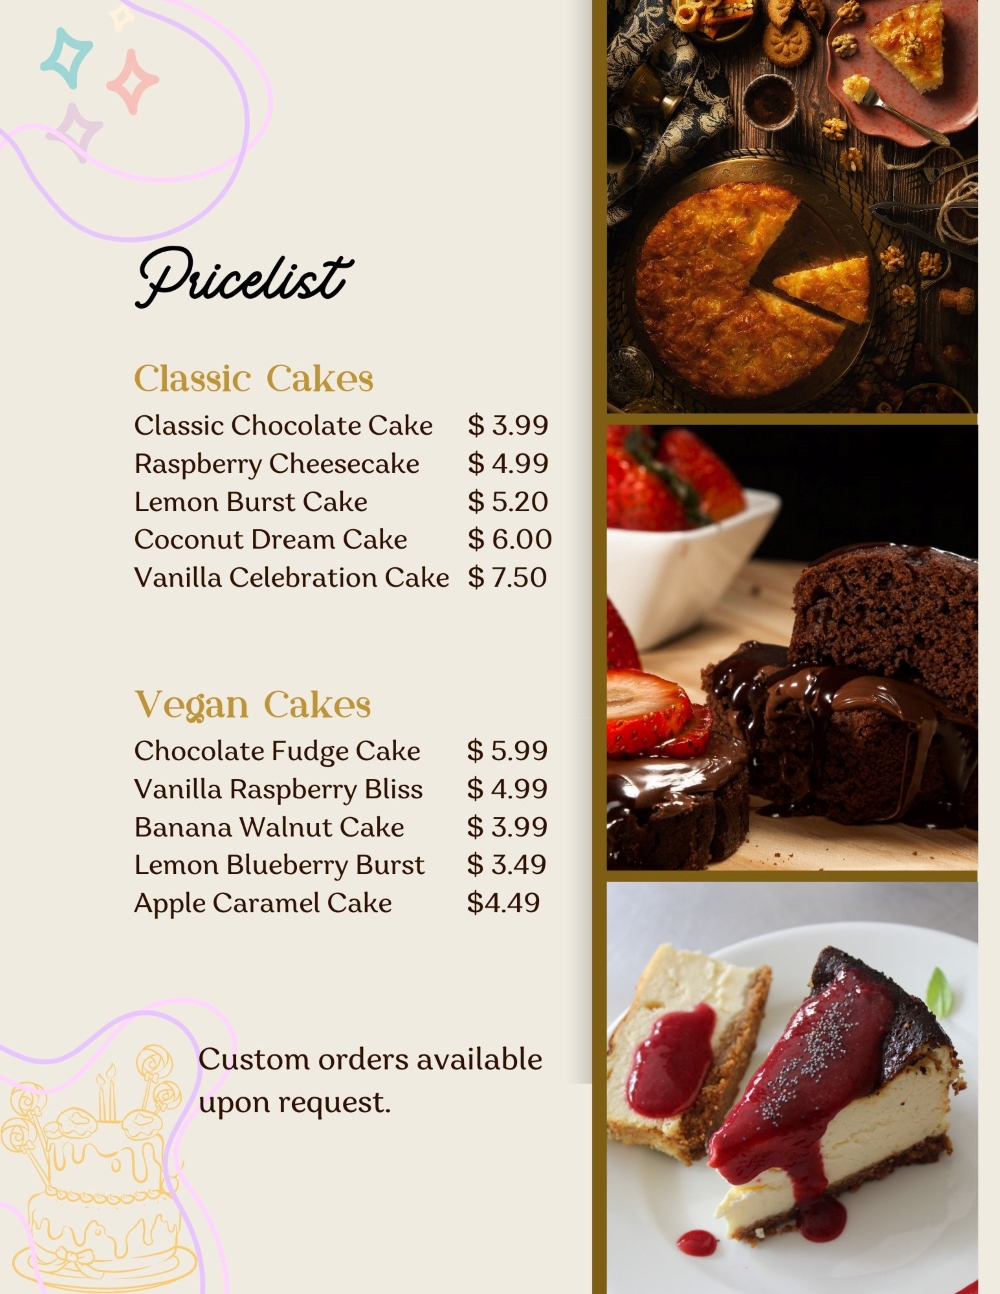 Pricelist
Classic Cakes
Classic Chocolate Cake $ 3.99
Raspberry Cheesecake $ 4.99
Lemon Burst Cake $ 5.20
Coconut Dream Cake $ 6.00
Vanilla Celebration Cake $ 7.50
Vegan Cakes
Chocolate Fudge Cake $ 5.99
Vanilla Raspberry Bliss $ 4.99
Banana Walnut Cake $ 3.99
Lemon Blueberry Burst $ 3.49
Apple Caramel Cake $4.49
Custom orders available
upon request.